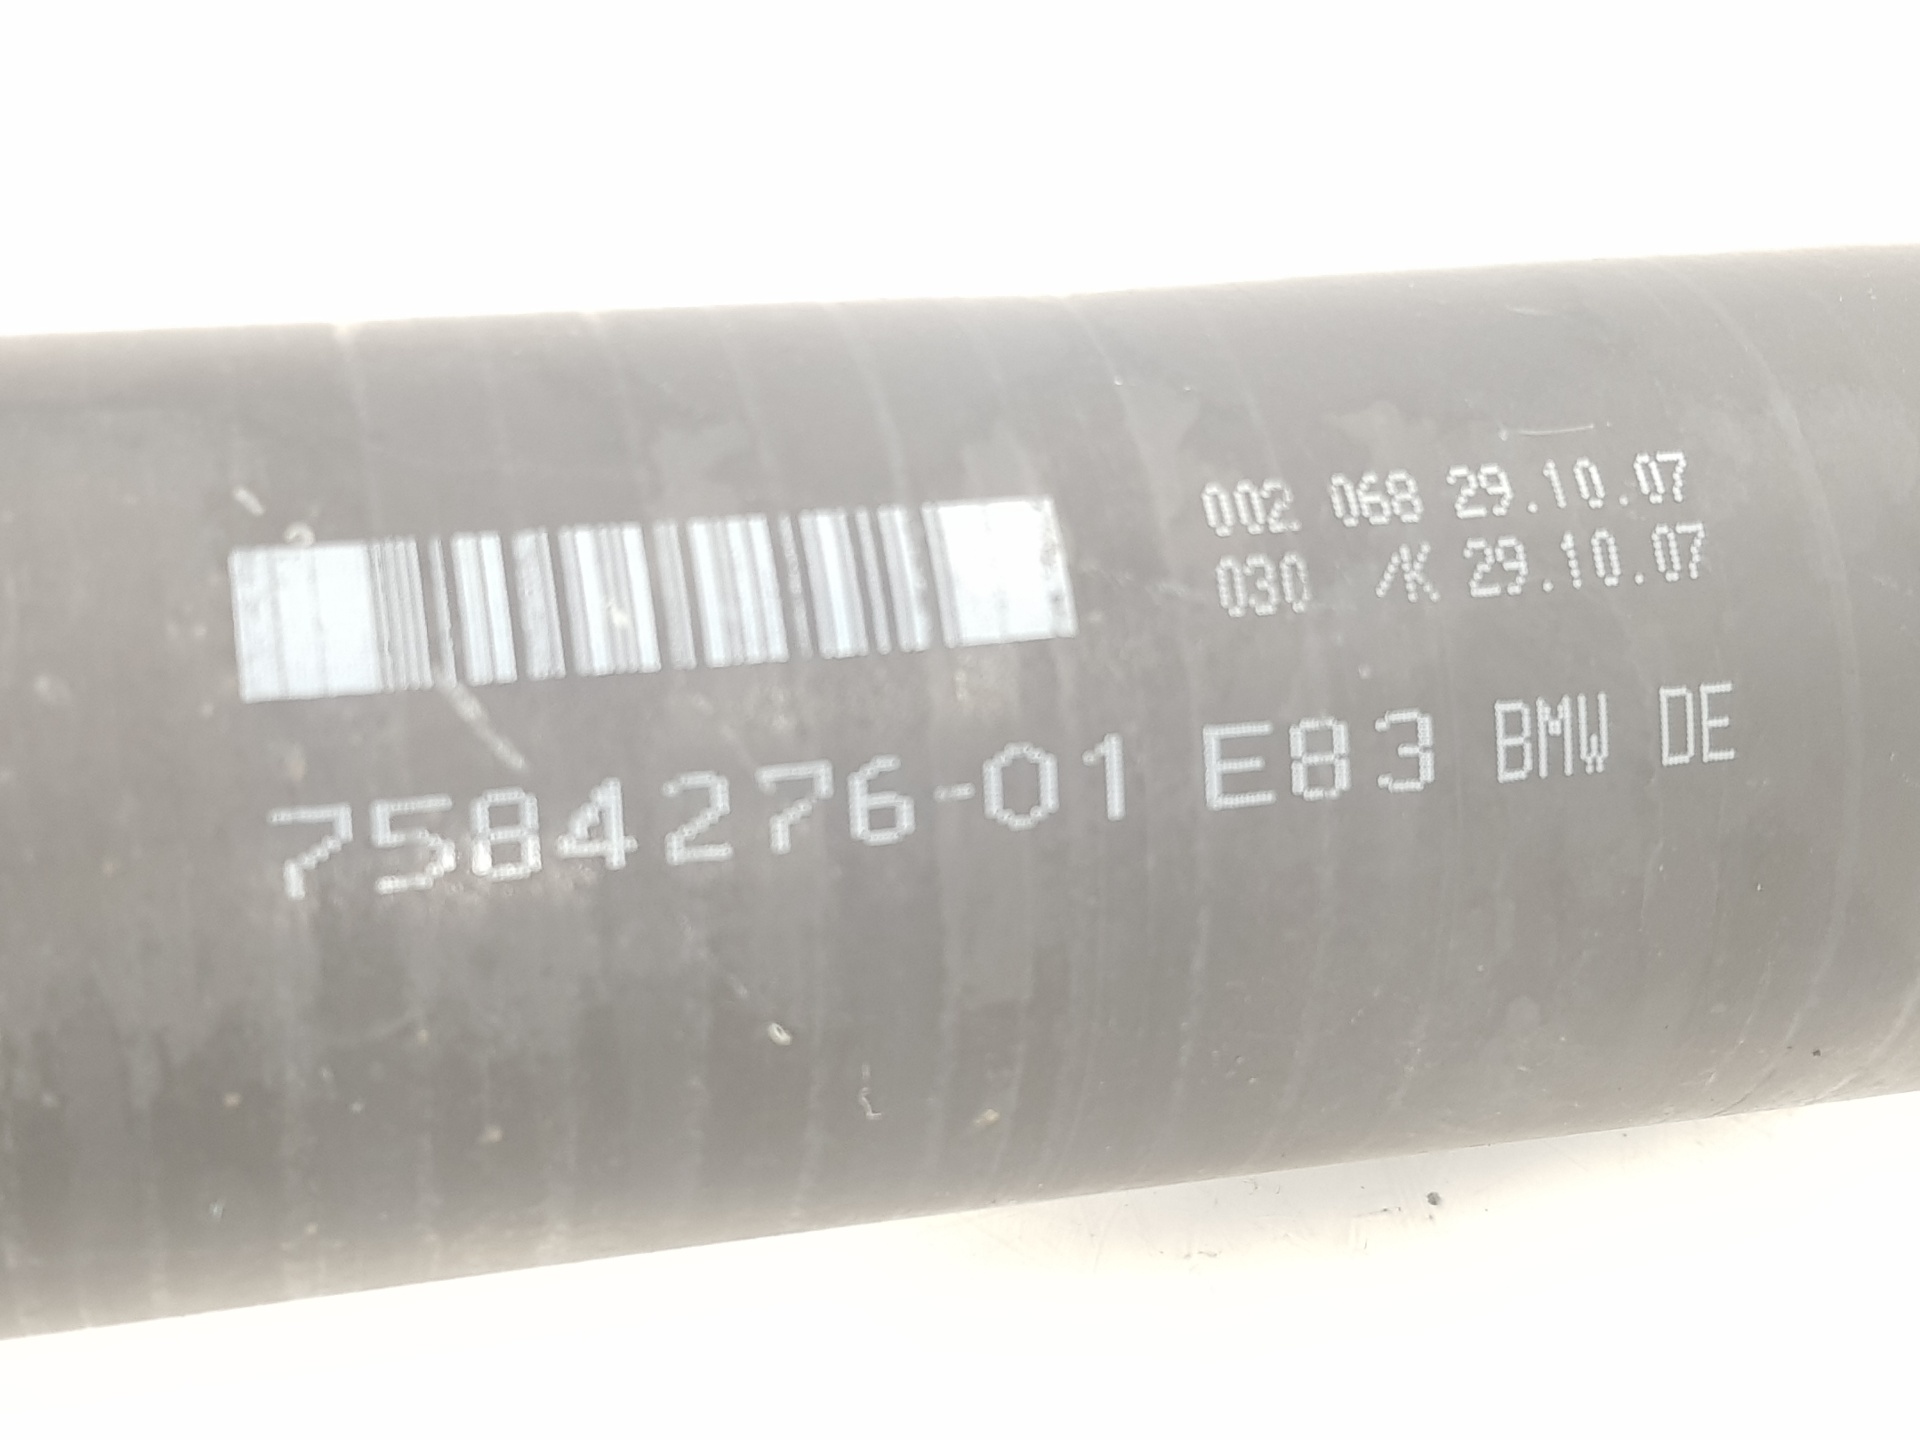 002 068 29.10.07
030 /K 29.10.07
7584276-01 E83 BMW DE